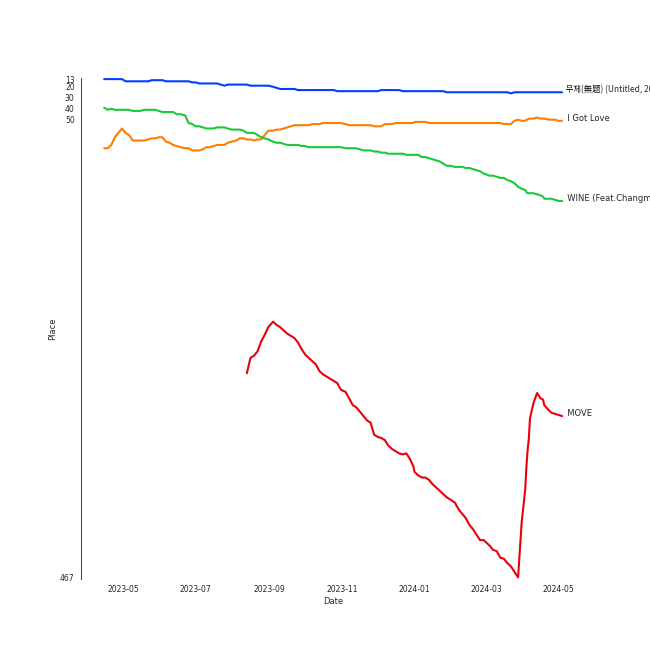 13
20
30
40
50
467
Place
무제(無題) (Untitled, 20
I Got Love
WINE (Feat.Changm
MOVE
2023-05
2023-07
2023-09
2023-11
2024-01
2024-03
2024-05
Date